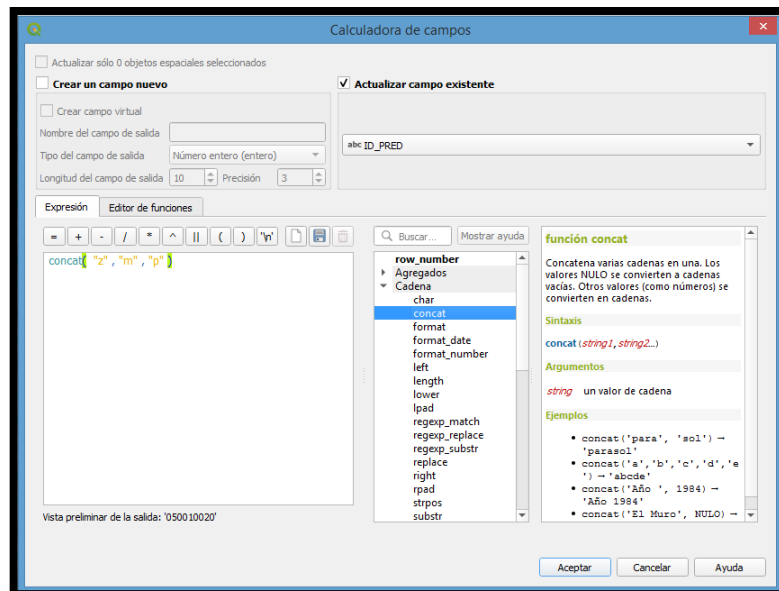 Calculadora de campos
Actualizar sólo 0 objetos espaciales seleccionados
Crear un campo nuevo
Actualizar campo existente
Crear campo virtual
Nombre del campo de salida
Tipo del campo de salida Número entero (entero)
Longitud del campo de salida 10 Precisión 3
abc ID_PRED
Expresión Editor de funciones
= + - / * ^ || ( ) '\n'
concat( "z" , "m" , "p" )
Vista preliminar de la salida: '050010020'
Buscar... Mostrar ayuda
row_number
Agregados
Cadena
char
concat
format
format_date
format_number
left
length
lower
lpad
regexp_match
regexp_replace
regexp_substr
replace
right
rpad
strpos
substr
función concat
Concatena varias cadenas en una. Los
valores NULO se convierten a cadenas
vacías. Otros valores (como números) se
convierten en cadenas.
Sintaxis
concat(string1, string2...)
Argumentos
string un valor de cadena
Ejemplos
• concat('para', 'sol') →
'parasol'
• concat('a','b','c','d','e
') → 'abcde'
• concat('Año ', 1984) →
'Año 1984'
• concat('El Muro', NULO) →
Aceptar Cancelar Ayuda